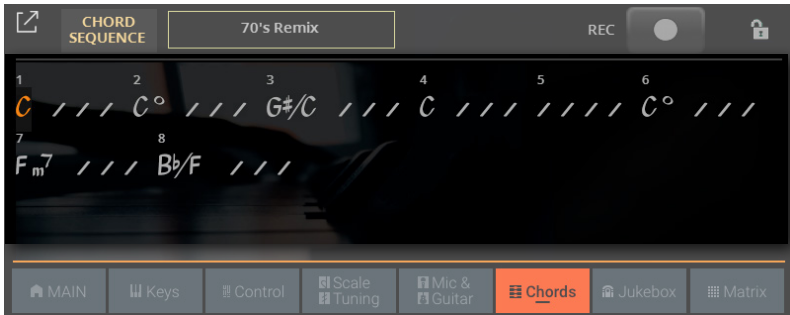 CHORD SEQUENCE 70's Remix REC
1 2 3 4 5 6
C / / / C° / / / G♯/C / / / C / / / / / / / C° / / /
7 8
Fm7 / / / B♭/F / / /
MAIN Keys Control Scale Tuning Mic & Guitar Chords Jukebox Matrix